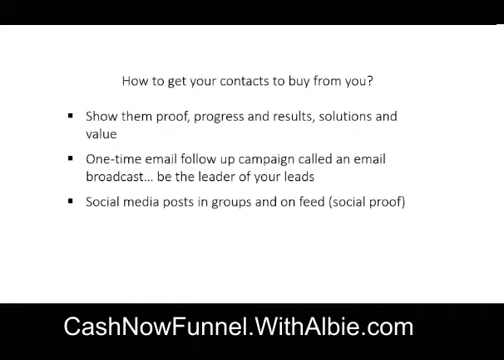 How to get your contacts to buy from you?
▪ Show them proof, progress and results, solutions and
value
▪ One-time email follow up campaign called an email
broadcast... be the leader of your leads
▪ Social media posts in groups and on feed (social proof)
CashNowFunnel.WithAlbie.com